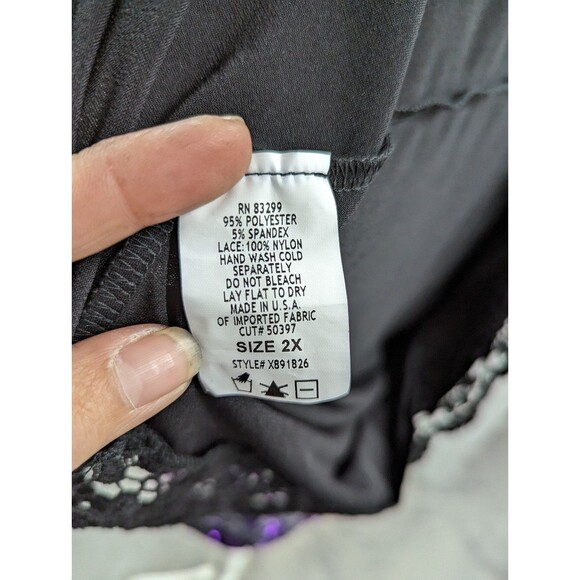 RN 83299
95% POLYESTER
5% SPANDEX
LACE: 100% NYLON
HAND WASH COLD
SEPARATELY
DO NOT BLEACH
LAY FLAT TO DRY
MADE IN U.S.A.
OF IMPORTED FABRIC
CUT# 50397
SIZE 2X
STYLE# X891826